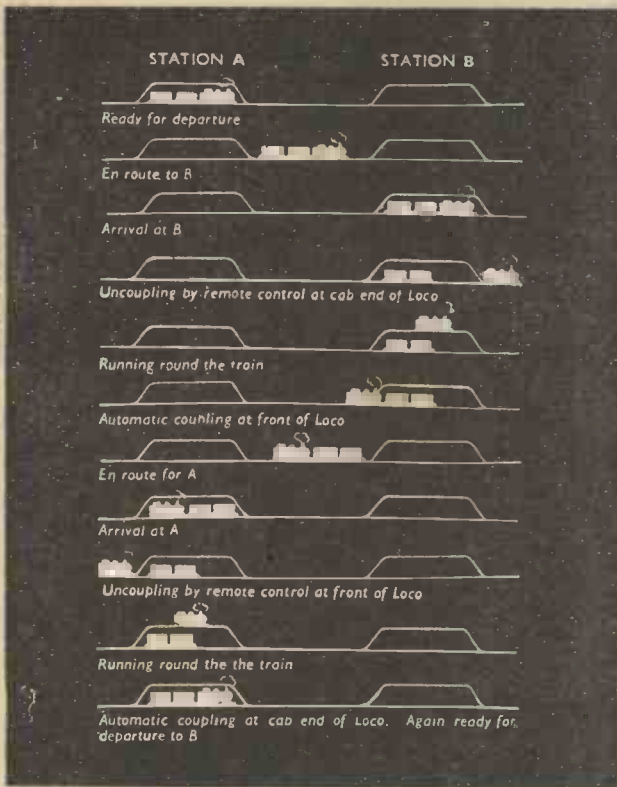 STATION A STATION B
Ready for departure
En route to B
Arrival at B
Uncoupling by remote control at cab end of Loco
Running round the train
Automatic coupling at front of Loco
En route for A
Arrival at A
Uncoupling by remote control at front of Loco
Running round the the train
Automatic coupling at cab end of Loco. Again ready for
departure to B